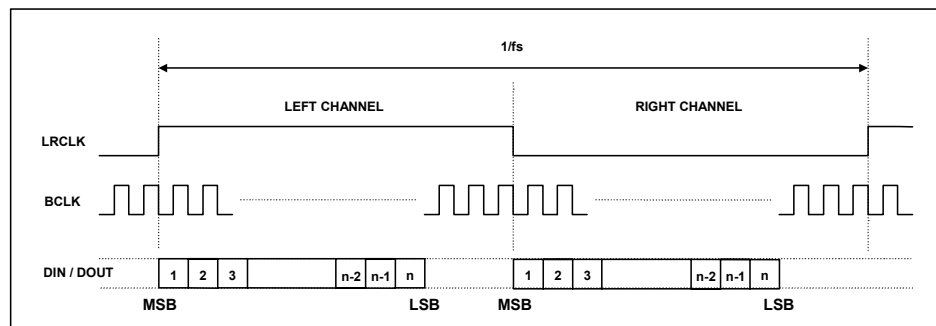 1/fs
LEFT CHANNEL
RIGHT CHANNEL
LRCLK
BCLK
DIN / DOUT
1 2 3 n-2 n-1 n 1 2 3 n-2 n-1 n
MSB LSB MSB LSB